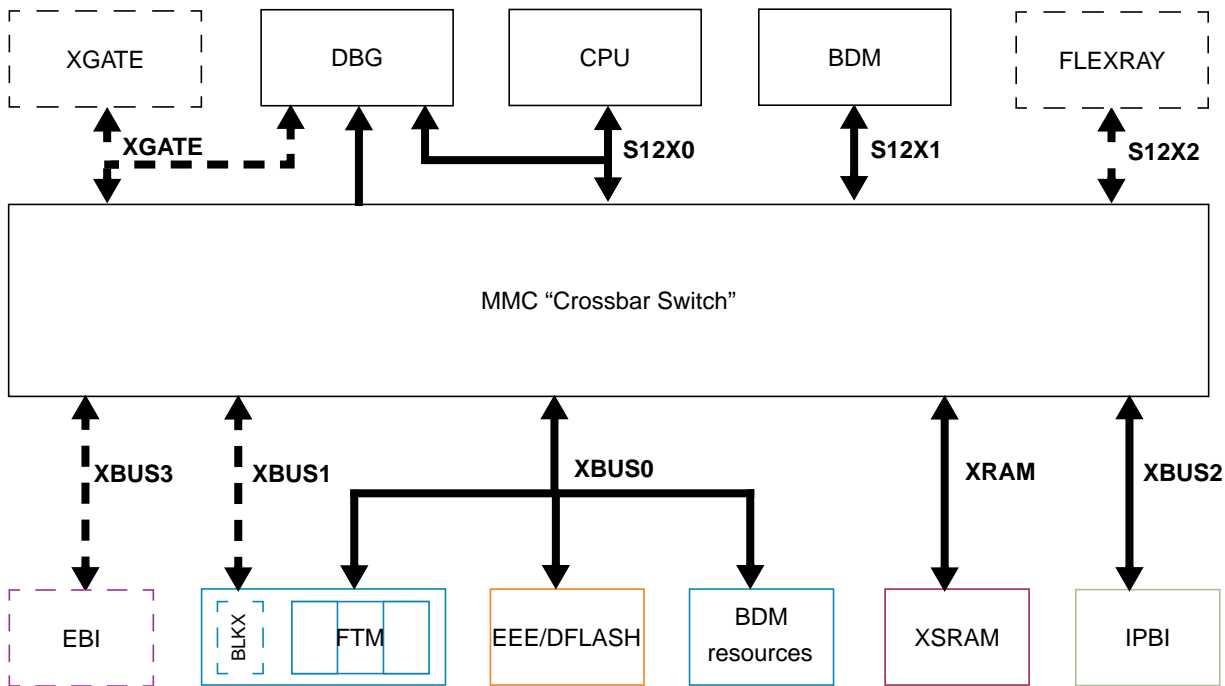 XGATE
DBG
CPU
BDM
FLEXRAY
XGATE
S12X0
S12X1
S12X2
MMC “Crossbar Switch”
XBUS3
XBUS1
XBUS0
XRAM
XBUS2
EBI
BLKX
FTM
EEE/DFLASH
BDM
resources
XSRAM
IPBI